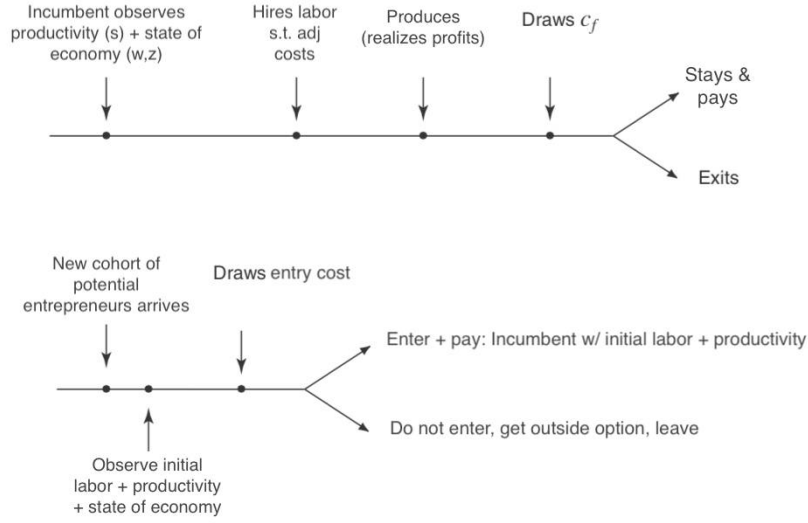 Incumbent observes
productivity (s) + state of
economy (w,z)
Hires labor
s.t. adj
costs
Produces
(realizes profits)
Draws c_f
Stays &
pays
Exits
New cohort of
potential
entrepreneurs arrives
Draws entry cost
Enter + pay: Incumbent w/ initial labor + productivity
Do not enter, get outside option, leave
Observe initial
labor + productivity
+ state of economy